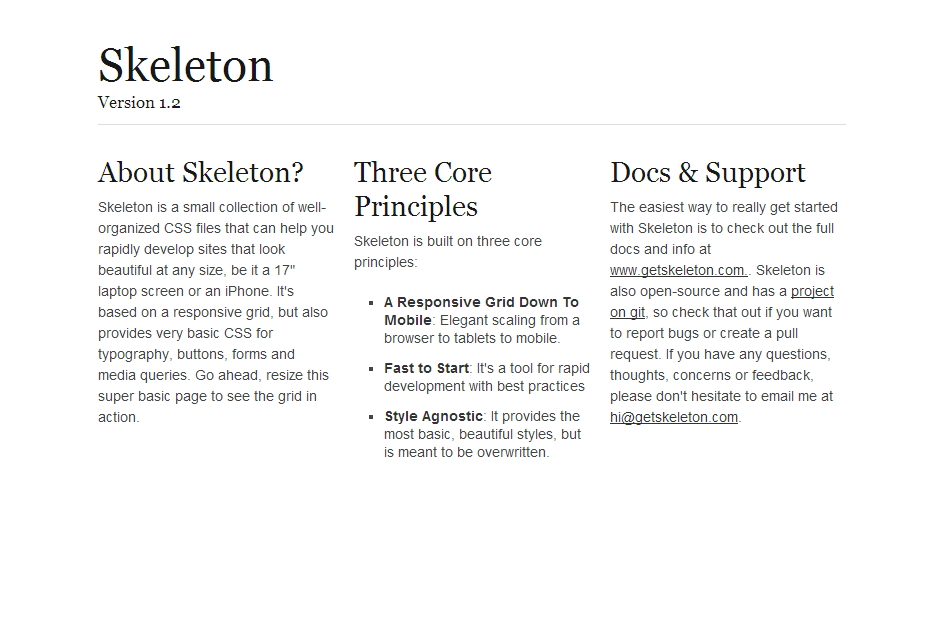 Skeleton
Version 1.2
About Skeleton?
Skeleton is a small collection of well-
organized CSS files that can help you
rapidly develop sites that look
beautiful at any size, be it a 17"
laptop screen or an iPhone. It's
based on a responsive grid, but also
provides very basic CSS for
typography, buttons, forms and
media queries. Go ahead, resize this
super basic page to see the grid in
action.
Three Core
Principles
Skeleton is built on three core
principles:
A Responsive Grid Down To
Mobile: Elegant scaling from a
browser to tablets to mobile.
Fast to Start: It's a tool for rapid
development with best practices
Style Agnostic: It provides the
most basic, beautiful styles, but
is meant to be overwritten.
Docs & Support
The easiest way to really get started
with Skeleton is to check out the full
docs and info at
www.getskeleton.com.. Skeleton is
also open-source and has a project
on git, so check that out if you want
to report bugs or create a pull
request. If you have any questions,
thoughts, concerns or feedback,
please don't hesitate to email me at
hi@getskeleton.com.